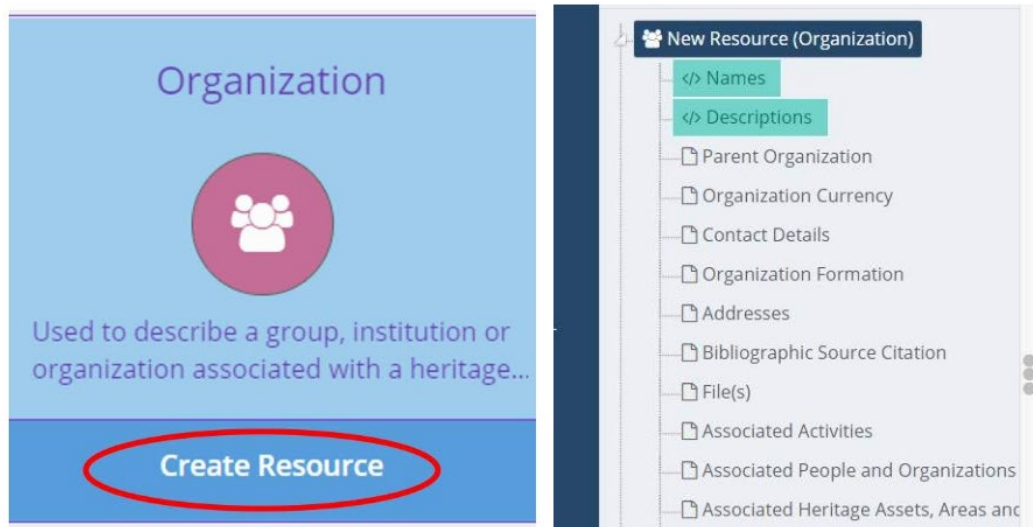 Organization
Used to describe a group, institution or
organization associated with a heritage...
Create Resource
New Resource (Organization)
</> Names
</> Descriptions
Parent Organization
Organization Currency
Contact Details
Organization Formation
Addresses
Bibliographic Source Citation
File(s)
Associated Activities
Associated People and Organizations
Associated Heritage Assets, Areas and